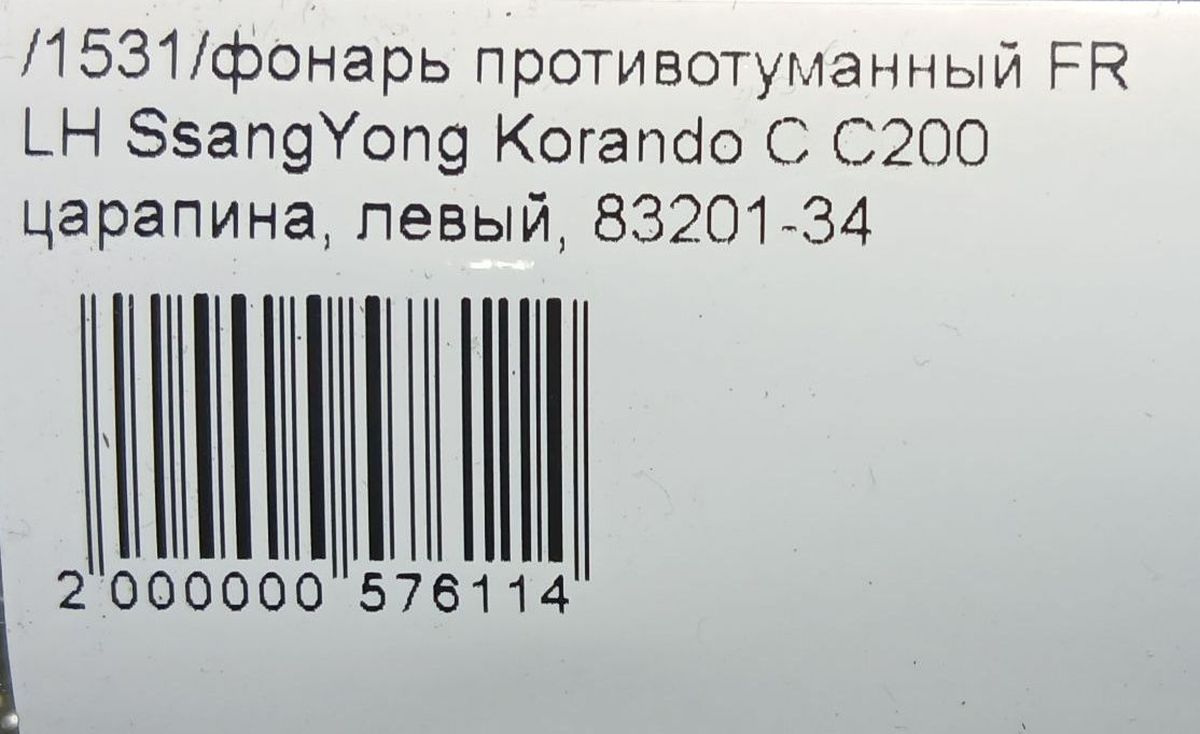 /1531/фонарь противотуманный FR
LH SsangYong Korando C C200
царапина, левый, 83201-34
2 000000 576114